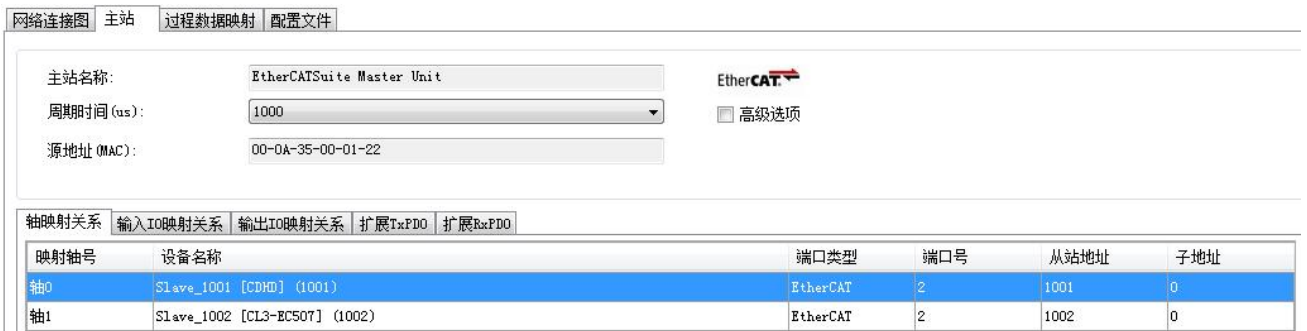 网络连接图 主站 过程数据映射 配置文件
主站名称: EtherCATSuite Master Unit EtherCAT.
周期时间(us): 1000 高级选项
源地址(MAC): 00-0A-35-00-01-22
轴映射关系 输入IO映射关系 输出IO映射关系 扩展TxPDO 扩展RxPDO
映射轴号 设备名称 端口类型 端口号 从站地址 子地址
轴0 Slave_1001 [CDHD] (1001) EtherCAT 2 1001 0
轴1 Slave_1002 [CL3-EC507] (1002) EtherCAT 2 1002 0